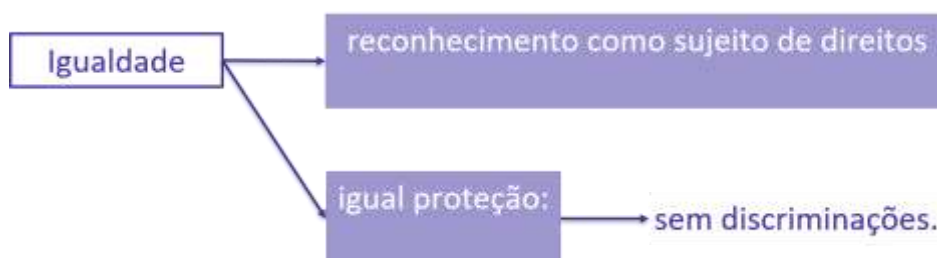 reconhecimento como sujeito de direitos
Igualdade
igual proteção:
sem discriminações.